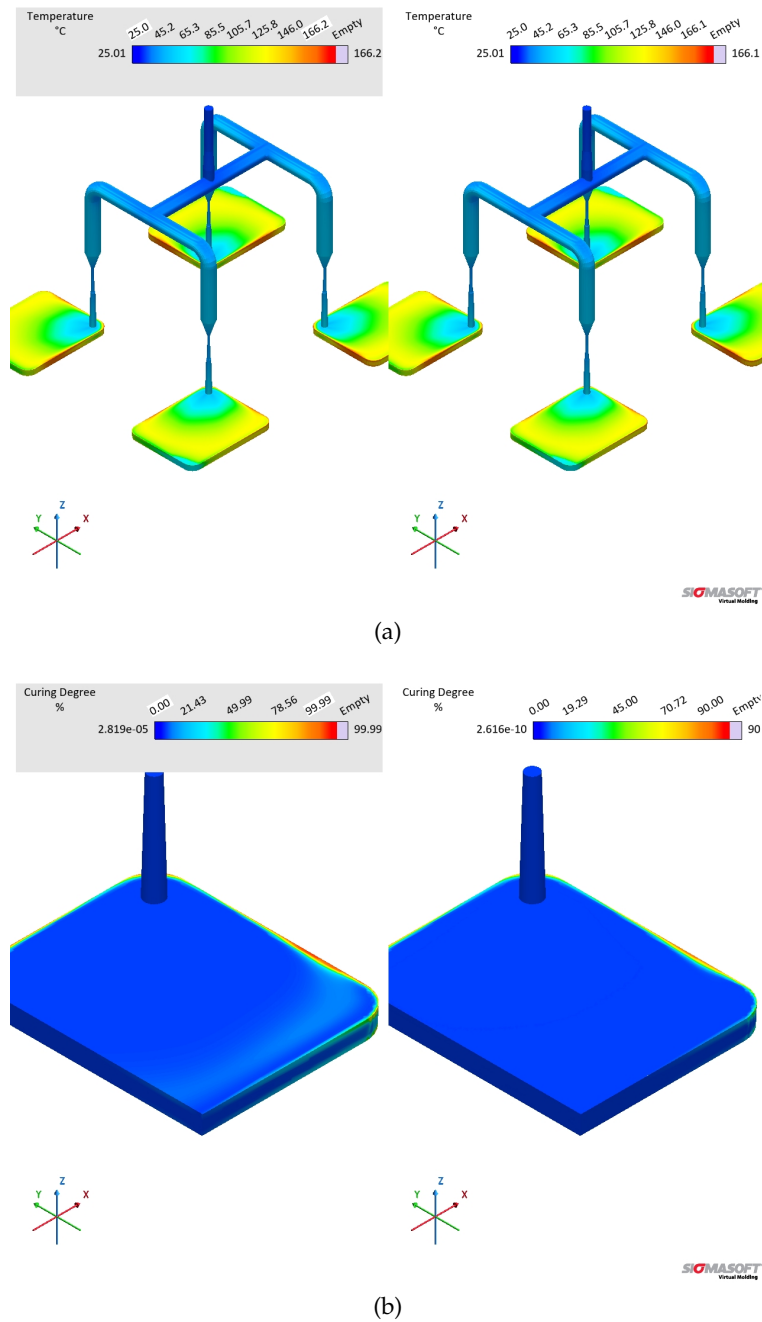 Temperature
°C
25.01 25.0 45.2 65.3 85.5 105.7 125.8 146.0 166.2 Empty 166.2
Temperature
°C
25.01 25.0 45.2 65.3 85.5 105.7 125.8 146.0 166.1 Empty 166.1
Z Y X
Z Y X
SIGMASOFT
Virtual Molding
(a)
Curing Degree
%
2.819e-05 0.00 21.43 49.99 78.56 99.99 Empty 99.99
Curing Degree
%
2.616e-10 0.00 19.29 45.00 70.72 90.00 Empty 90
Z Y X
Z Y X
SIGMASOFT
Virtual Molding
(b)